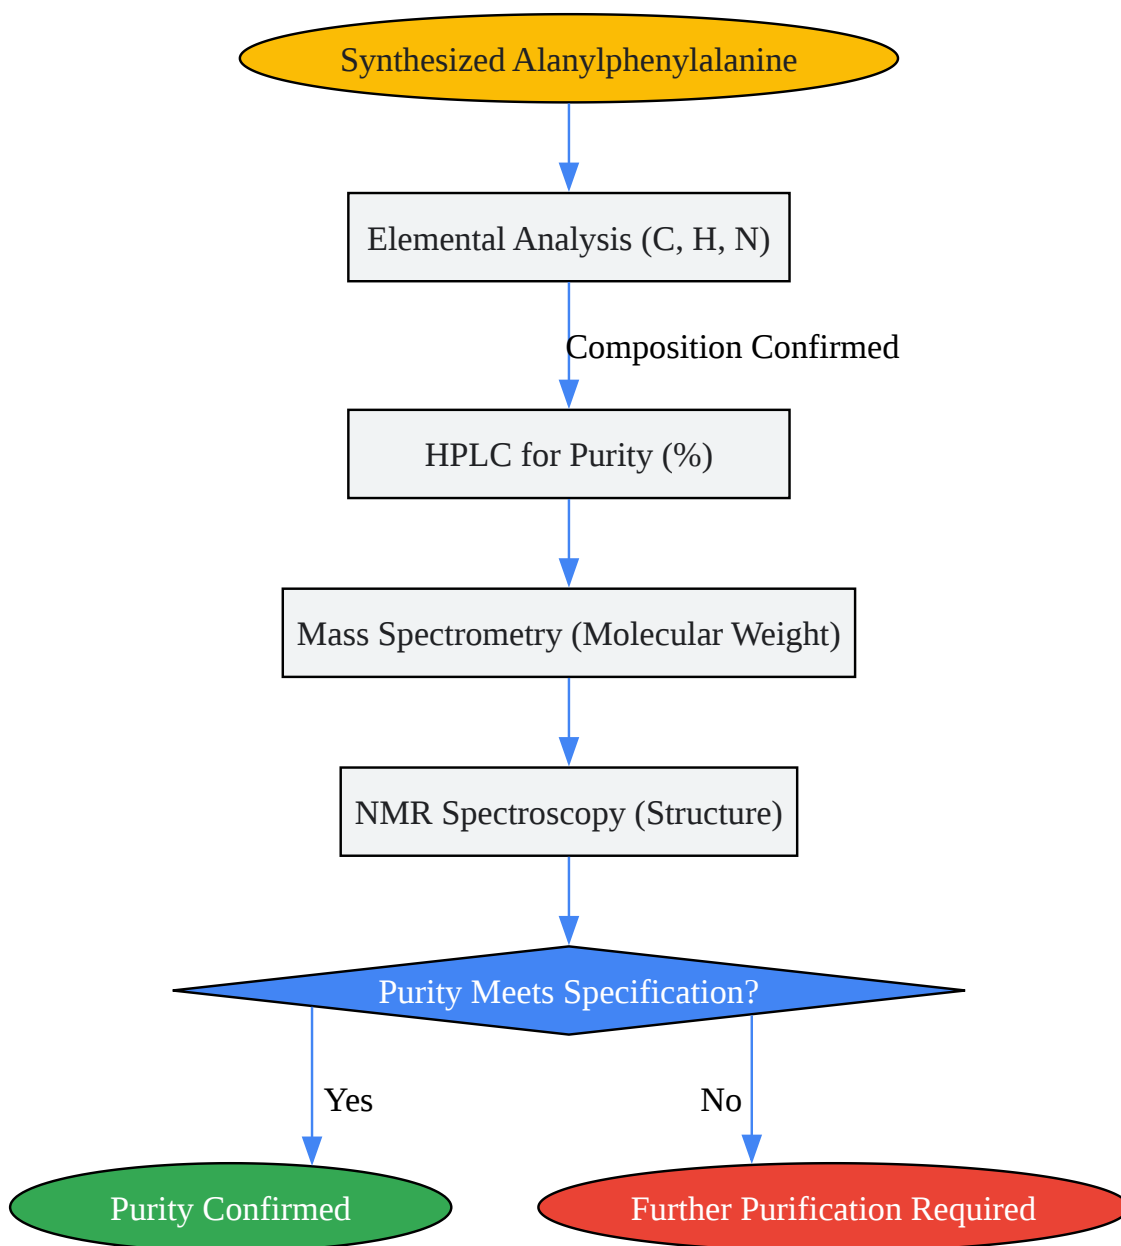 Synthesized Alanylphenylalanine
Elemental Analysis (C, H, N)
Composition Confirmed
HPLC for Purity (%)
Mass Spectrometry (Molecular Weight)
NMR Spectroscopy (Structure)
Purity Meets Specification?
Yes
No
Purity Confirmed
Further Purification Required